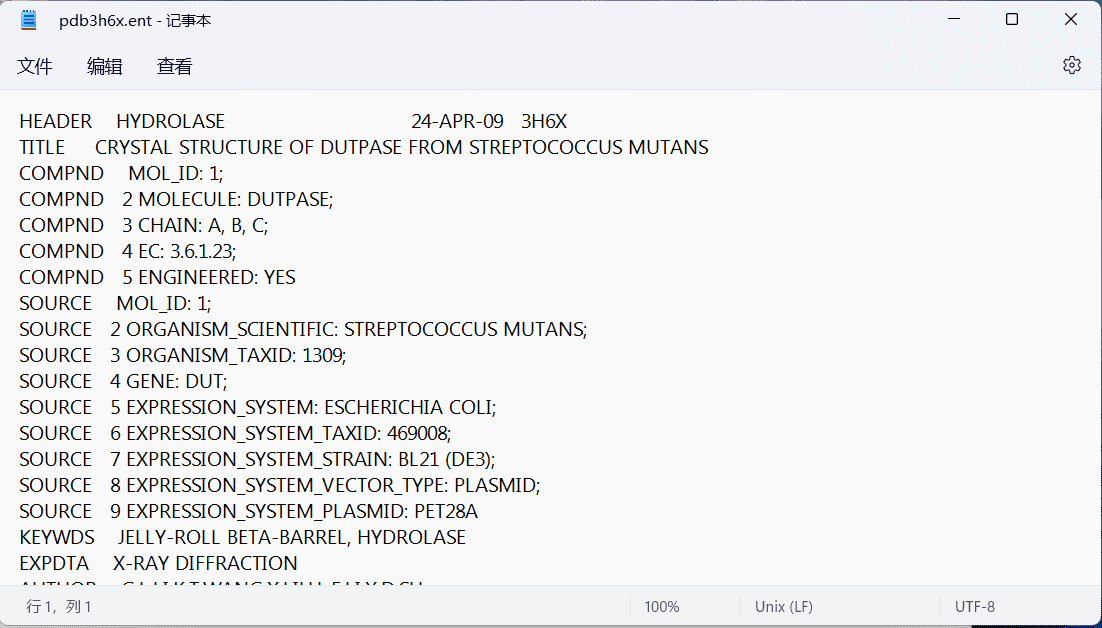 pdb3h6x.ent - 记事本
文件 编辑 查看
HEADER HYDROLASE 24-APR-09 3H6X
TITLE CRYSTAL STRUCTURE OF DUTPASE FROM STREPTOCOCCUS MUTANS
COMPND MOL_ID: 1;
COMPND 2 MOLECULE: DUTPASE;
COMPND 3 CHAIN: A, B, C;
COMPND 4 EC: 3.6.1.23;
COMPND 5 ENGINEERED: YES
SOURCE MOL_ID: 1;
SOURCE 2 ORGANISM_SCIENTIFIC: STREPTOCOCCUS MUTANS;
SOURCE 3 ORGANISM_TAXID: 1309;
SOURCE 4 GENE: DUT;
SOURCE 5 EXPRESSION_SYSTEM: ESCHERICHIA COLI;
SOURCE 6 EXPRESSION_SYSTEM_TAXID: 469008;
SOURCE 7 EXPRESSION_SYSTEM_STRAIN: BL21 (DE3);
SOURCE 8 EXPRESSION_SYSTEM_VECTOR_TYPE: PLASMID;
SOURCE 9 EXPRESSION_SYSTEM_PLASMID: PET28A
KEYWDS JELLY-ROLL BETA-BARREL, HYDROLASE
EXPDTA X-RAY DIFFRACTION
AUTHOR
行 1, 列 1 100% Unix (LF) UTF-8